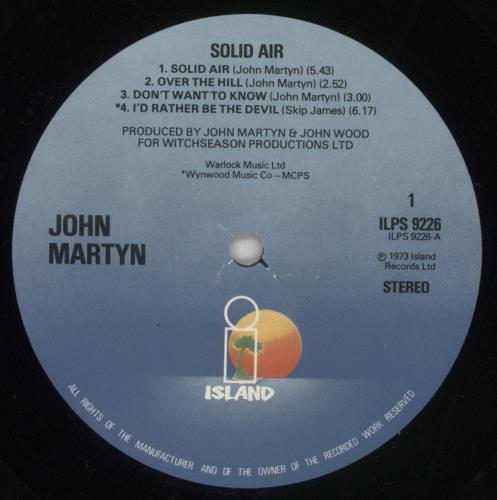 SOLID AIR
1. SOLID AIR (John Martyn) (5.43)
2. OVER THE HILL (John Martyn) (2.52)
3. DON'T WANT TO KNOW (John Martyn) (3.00)
*4. I'D RATHER BE THE DEVIL (Skip James) (6.17)
PRODUCED BY JOHN MARTYN & JOHN WOOD
FOR WITCHSEASON PRODUCTIONS LTD
Warlock Music Ltd
*Wynwood Music Co – MCPS
JOHN
MARTYN
1
ILPS 9226
ILPS 9226-A
℗ 1973 Island
Records Ltd
STEREO
i
ISLAND
ALL RIGHTS OF THE MANUFACTURER AND OF THE OWNER OF THE RECORDED WORK RESERVED